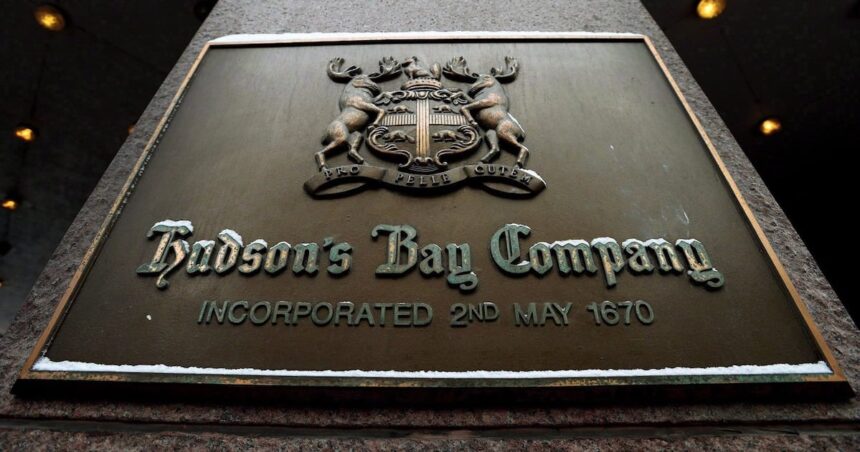 PRO PELLE CUTEM
Hudson's Bay Company
INCORPORATED 2ND MAY 1670